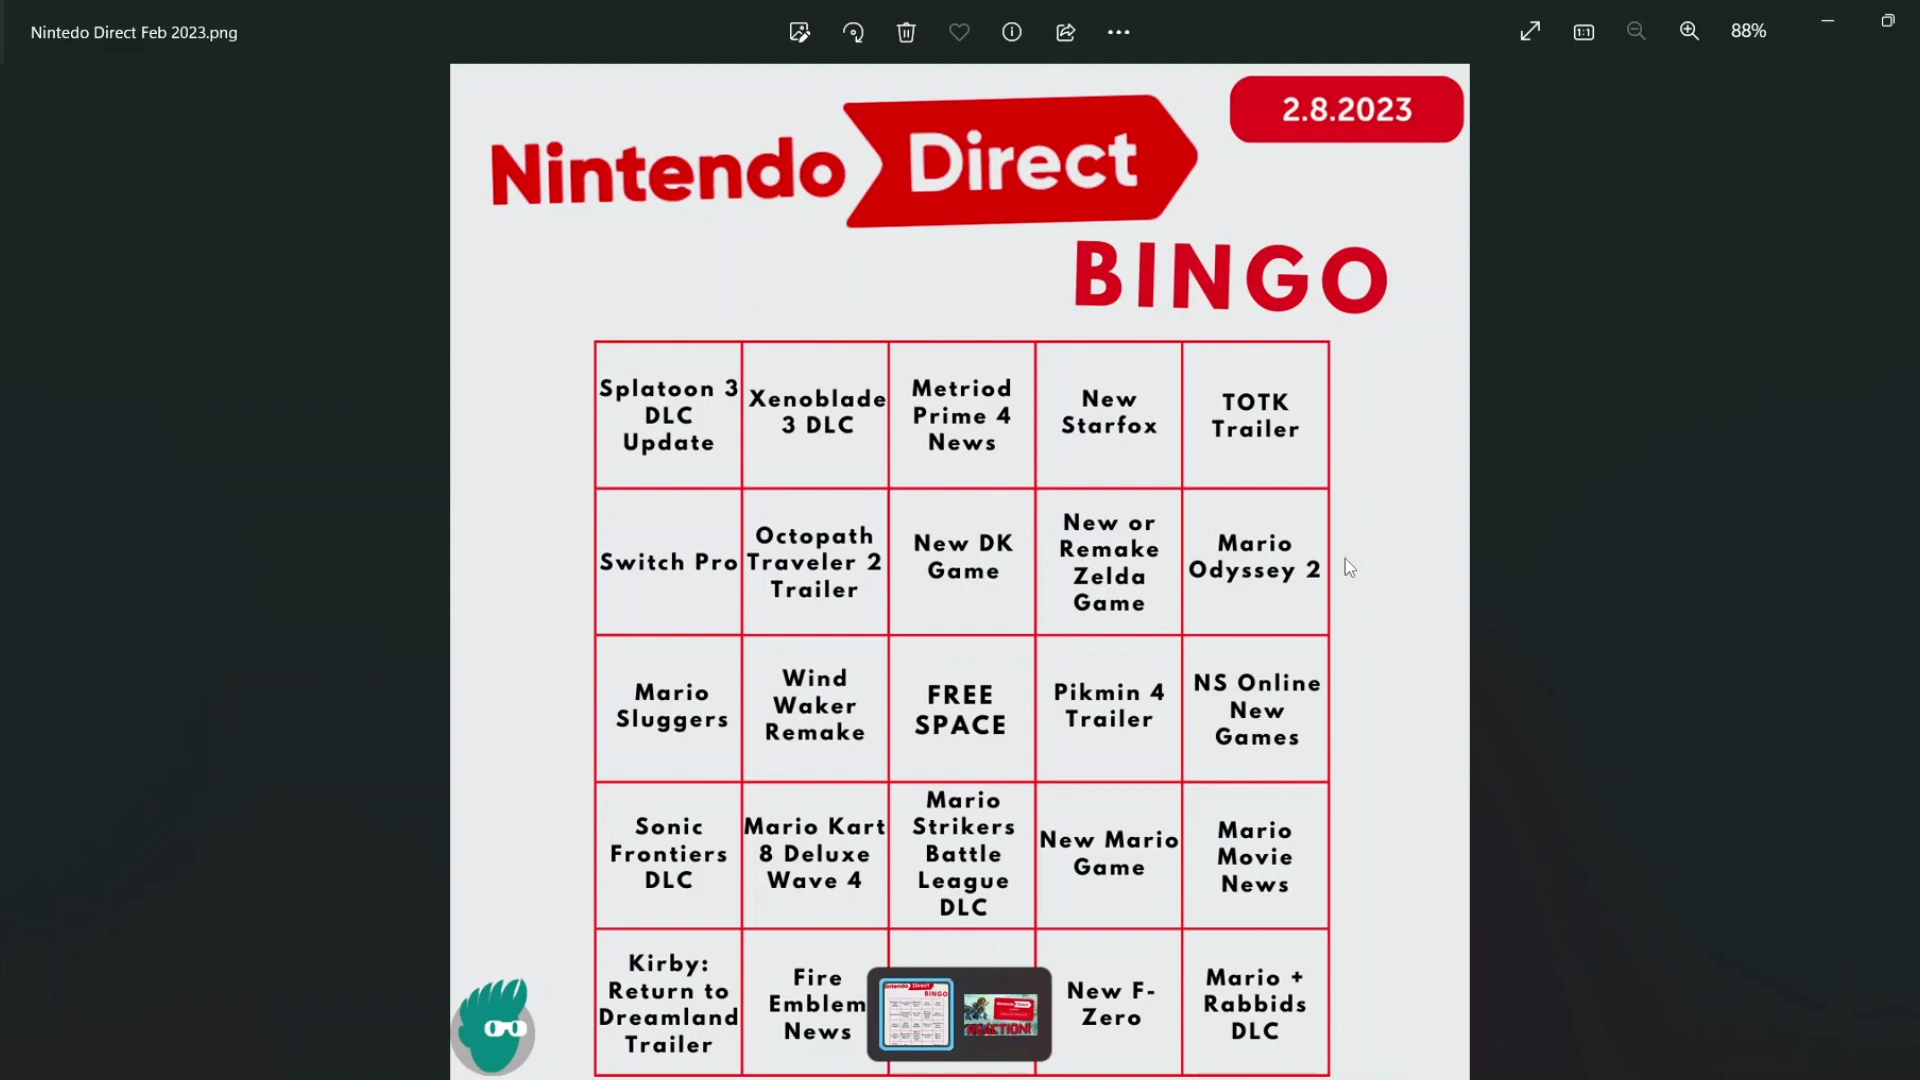 Nintedo Direct Feb 2023.png
88%
2.8.2023
Nintendo Direct
BINGO
Splatoon 3
DLC
Update
Xenoblade
3 DLC
Metriod
Prime 4
News
New
Starfox
TOTK
Trailer
Switch Pro
Octopath
Traveler 2
Trailer
New DK
Game
New or
Remake
Zelda
Game
Mario
Odyssey 2
Mario
Sluggers
Wind
Waker
Remake
FREE
SPACE
Pikmin 4
Trailer
NS Online
New
Games
Sonic
Frontiers
DLC
Mario Kart
8 Deluxe
Wave 4
Mario
Strikers
Battle
League
DLC
New Mario
Game
Mario
Movie
News
Kirby:
Return to
Dreamland
Trailer
Fire
Emblem
News
Nintendo Direct
BINGO
REACTION!
New F-
Zero
Mario +
Rabbids
DLC